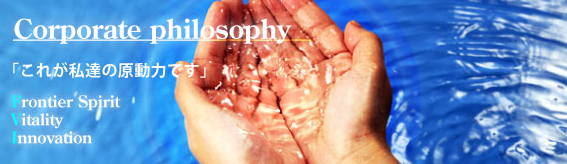 Corporate philosophy
「これが私達の原動力です」
Frontier Spirit
Vitality
Innovation